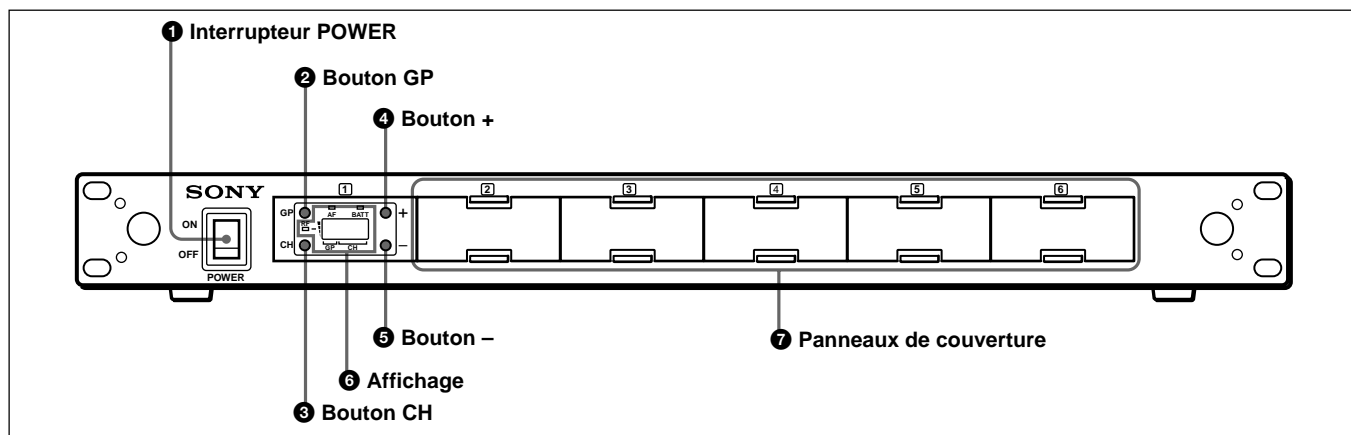 ❶ Interrupteur POWER
❷ Bouton GP
❹ Bouton +
SONY
1 2 3 4 5 6
GP AF BATT +
RF
ON
CH GP CH –
OFF
POWER
❺ Bouton –
❼ Panneaux de couverture
❻ Affichage
❸ Bouton CH